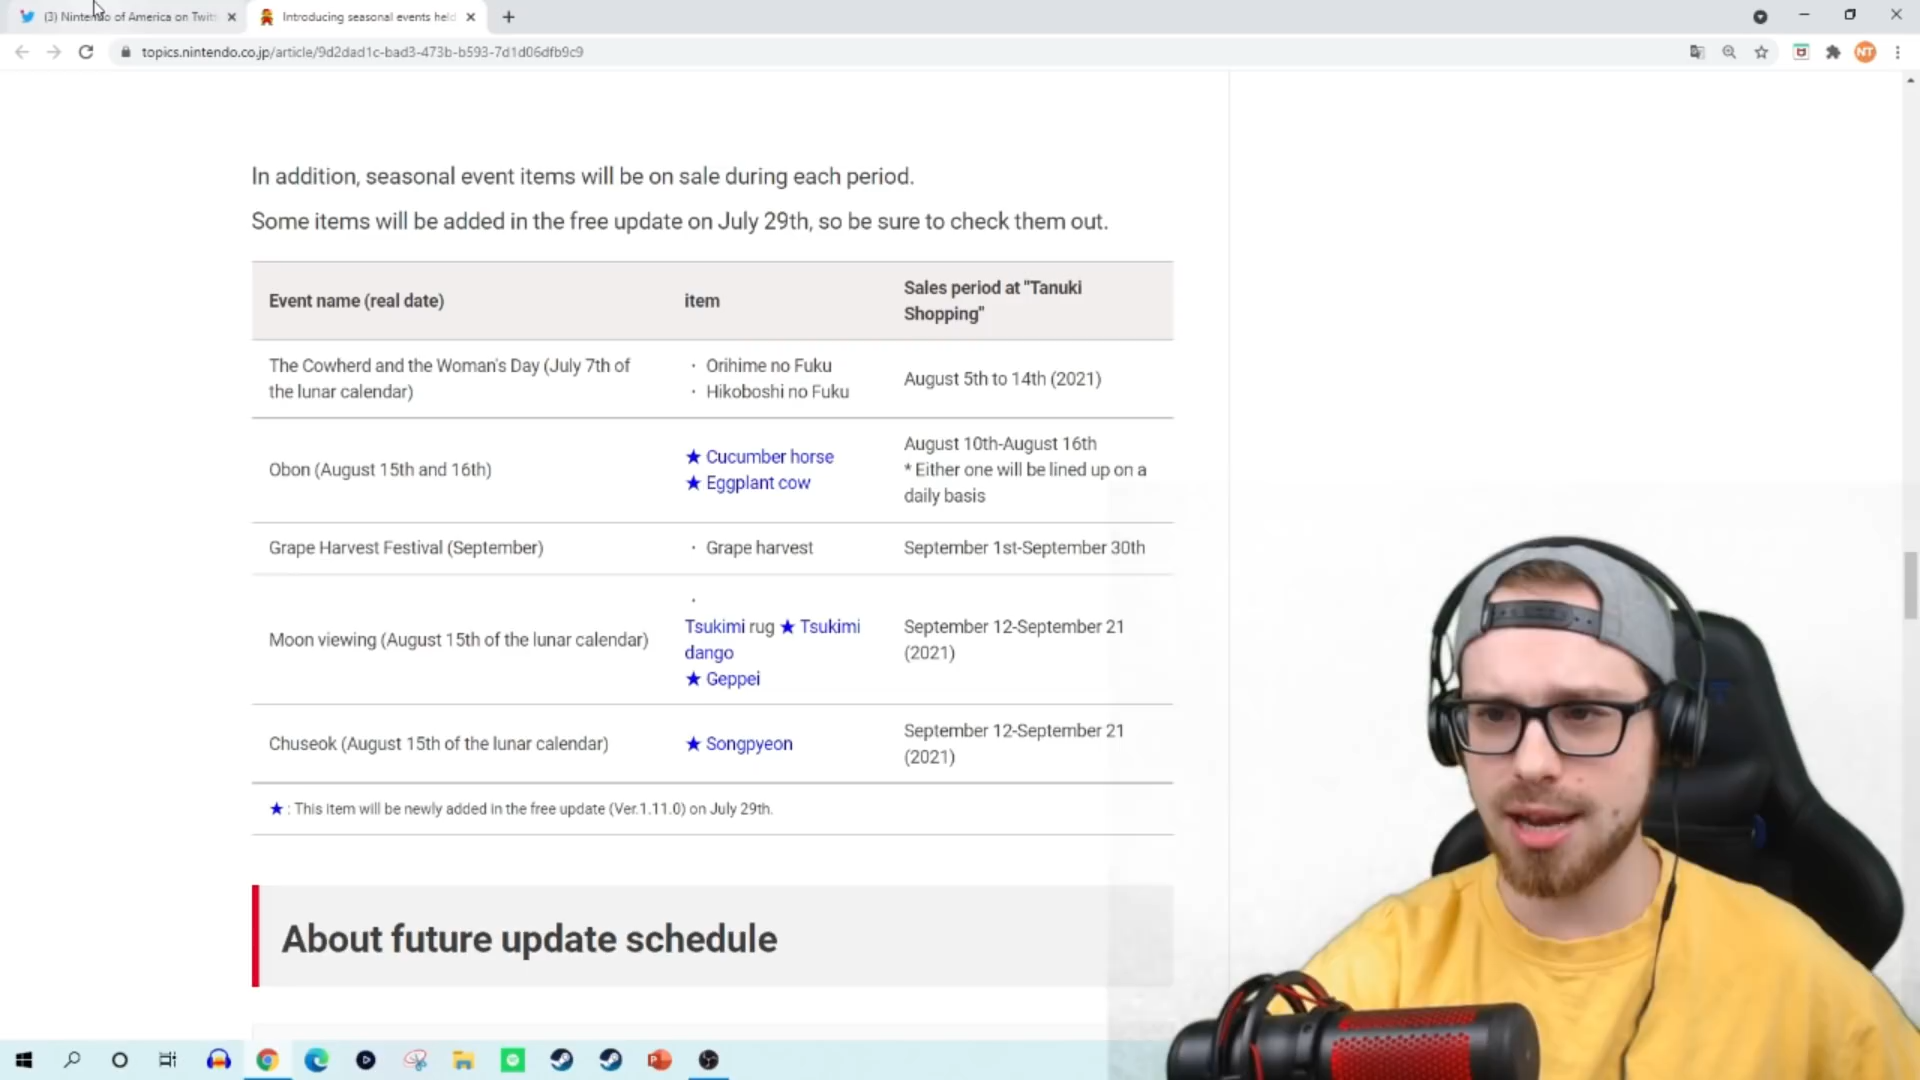 (3) Nintendo of America on Twitt
Introducing seasonal events held
topics.nintendo.co.jp/article/9d2dad1c-bad3-473b-b593-7d1d06dfb9c9
NT
In addition, seasonal event items will be on sale during each period.
Some items will be added in the free update on July 29th, so be sure to check them out.
Event name (real date)
item
Sales period at "Tanuki
Shopping"
The Cowherd and the Woman's Day (July 7th of
the lunar calendar)
・ Orihime no Fuku
・ Hikoboshi no Fuku
August 5th to 14th (2021)
Obon (August 15th and 16th)
★ Cucumber horse
★ Eggplant cow
August 10th-August 16th
* Either one will be lined up on a
daily basis
Grape Harvest Festival (September)
・ Grape harvest
September 1st-September 30th
Moon viewing (August 15th of the lunar calendar)
・
Tsukimi rug ★ Tsukimi
dango
★ Geppei
September 12-September 21
(2021)
Chuseok (August 15th of the lunar calendar)
★ Songpyeon
September 12-September 21
(2021)
★ : This item will be newly added in the free update (Ver.1.11.0) on July 29th.
About future update schedule